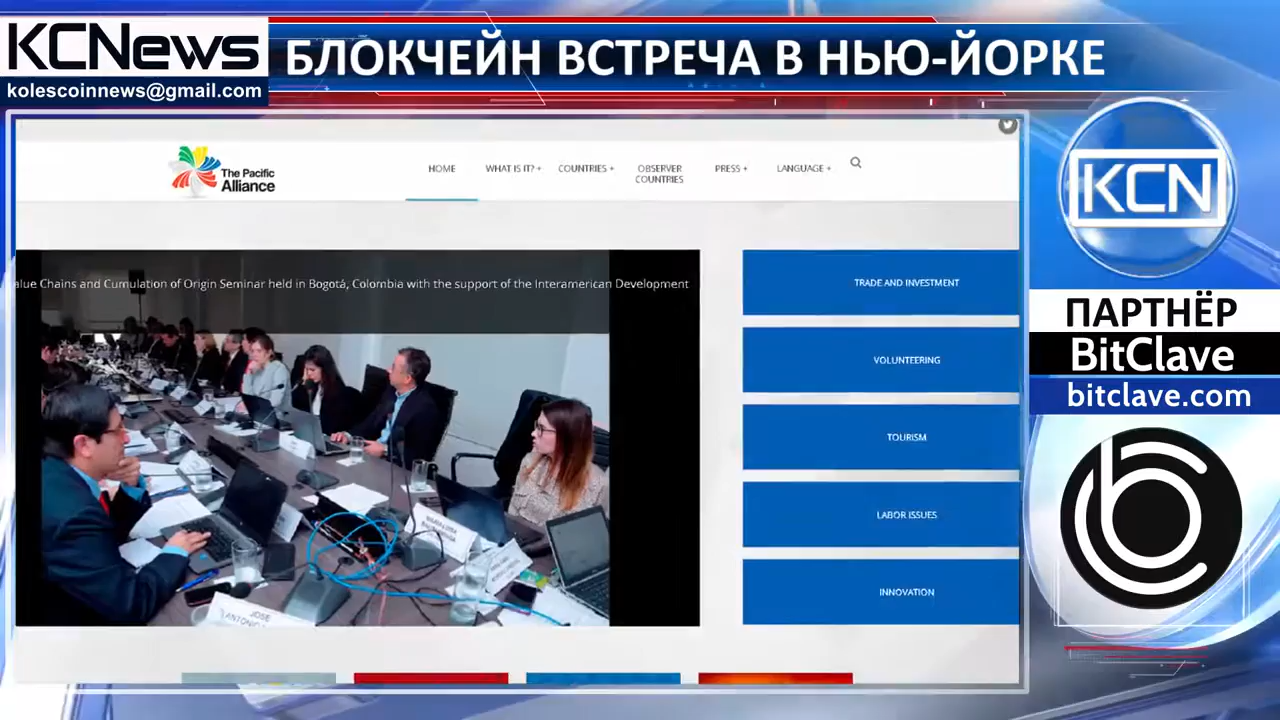 KCNews
kolescoinnews@gmail.com
БЛОКЧЕЙН ВСТРЕЧА В НЬЮ-ЙОРКЕ
The Pacific
Alliance
HOME
WHAT IS IT? +
COUNTRIES +
OBSERVER
COUNTRIES
PRESS +
LANGUAGE +
Chains and Cumulation of Origin Seminar held in Bogotá, Colombia with the support of the Interamerican Development
JOSE
TRADE AND INVESTMENT
VOLUNTEERING
TOURISM
LABOR ISSUES
INNOVATION
KCN
ПАРТНЁР
BitClave
bitclave.com